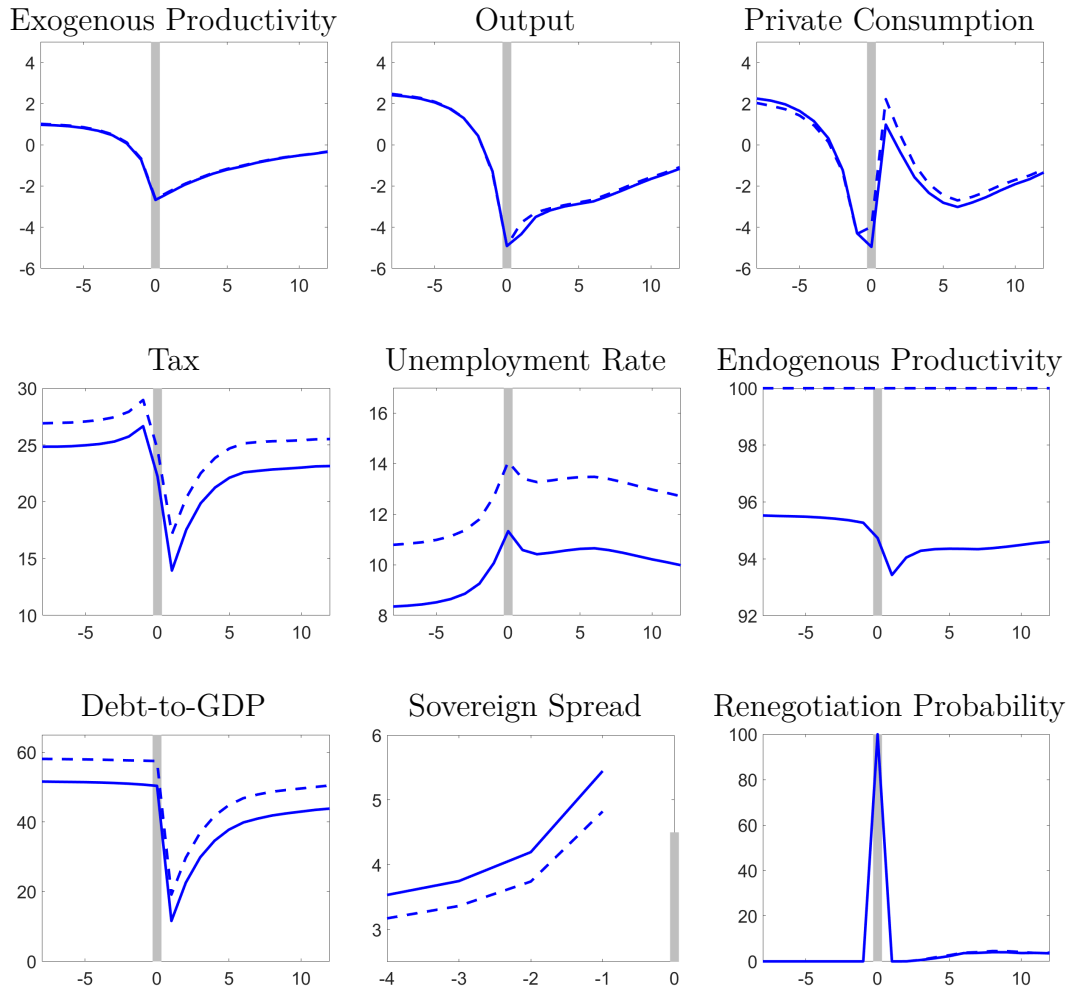 Exogenous Productivity
4
2
0
-2
-4
-6
-5 0 5 10
Output
4
2
0
-2
-4
-6
-5 0 5 10
Private Consumption
4
2
0
-2
-4
-6
-5 0 5 10
Tax
30
25
20
15
10
-5 0 5 10
Unemployment Rate
16
14
12
10
8
-5 0 5 10
Endogenous Productivity
100
98
96
94
92
-5 0 5 10
Debt-to-GDP
60
40
20
0
-5 0 5 10
Sovereign Spread
6
5
4
3
-4 -3 -2 -1 0
Renegotiation Probability
100
80
60
40
20
0
-5 0 5 10